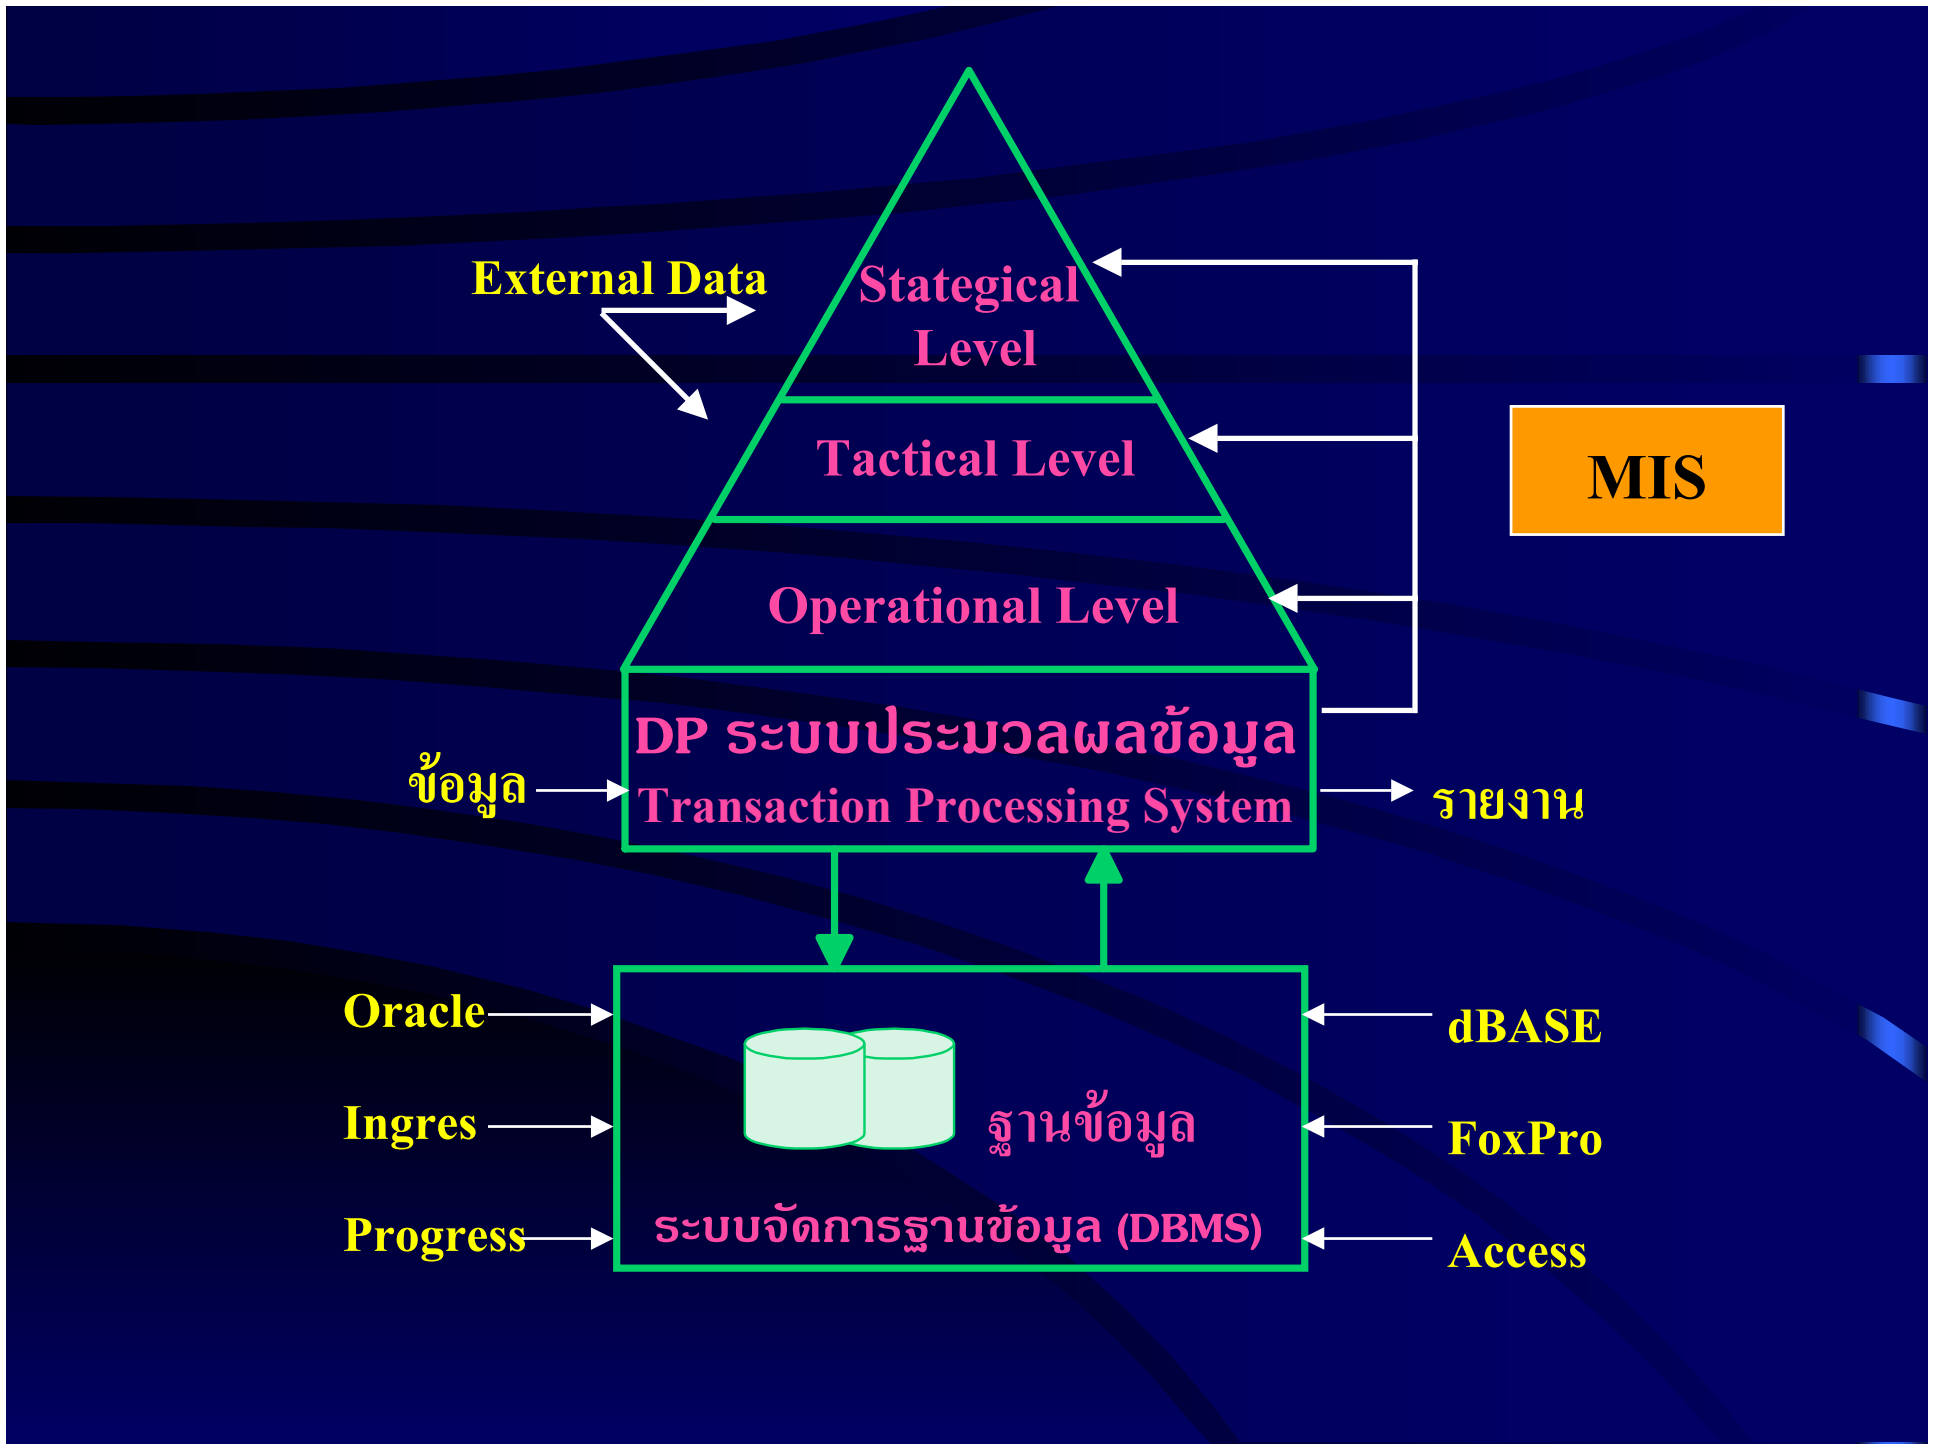 External Data
Stategical
Level
Tactical Level
MIS
Operational Level
DP ระบบประมวลผลข้อมูล
ข้อมูล
Transaction Processing System
รายงาน
Oracle
dBASE
Ingres
ฐานข้อมูล
FoxPro
Progress
ระบบจัดการฐานข้อมูล (DBMS)
Access